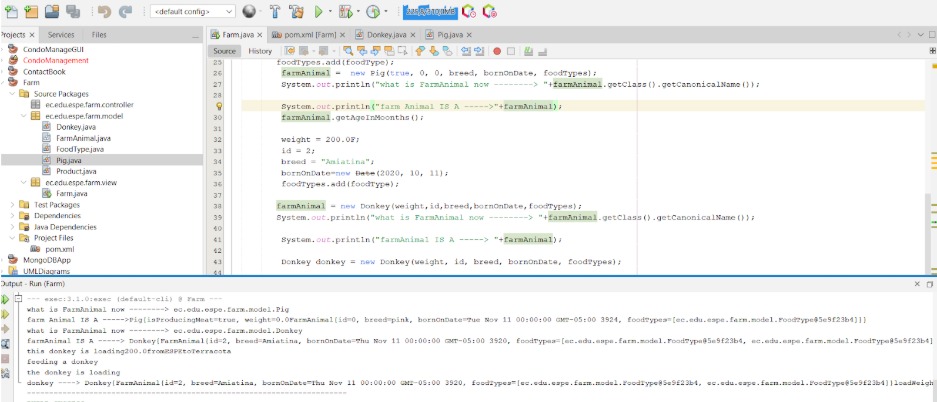 <default config>
Projects × Services Files
Farm.java × pom.xml [Farm] × Donkey.java × Pig.java ×
Source History
CondoManageGUI
CondoManagement
ContactBook
Farm
Source Packages
ec.edu.espe.farm.controller
ec.edu.espe.farm.model
Donkey.java
FarmAnimal.java
FoodType.java
Pig.java
Product.java
ec.edu.espe.farm.view
Farm.java
Test Packages
Dependencies
Java Dependencies
Project Files
pom.xml
MongoDBApp
UMLDiagrams
25 foodTypes.add(foodType);
26 farmAnimal = new Pig(true, 0, 0, breed, bornOnDate, foodTypes);
27 System.out.println("what is FarmAnimal now --------> "+farmAnimal.getClass().getCanonicalName());
28
System.out.println("farm Animal IS A ----->"+farmAnimal);
30 farmAnimal.getAgeInMoonths();
31
32 weight = 200.0F;
33 id = 2;
34 breed = "Amiatina";
35 bornOnDate=new Date(2020, 10, 11);
36 foodTypes.add(foodType);
37
38 farmAnimal = new Donkey(weight,id,breed,bornOnDate,foodTypes);
39 System.out.println("what is FarmAnimal now --------> "+farmAnimal.getClass().getCanonicalName());
40
41 System.out.println("farmAnimal IS A -----> "+farmAnimal);
42
43 Donkey donkey = new Donkey(weight, id, breed, bornOnDate, foodTypes);
44
Output - Run (Farm)
--- exec:3.1.0:exec (default-cli) @ Farm ---
what is FarmAnimal now --------> ec.edu.espe.farm.model.Pig
farm Animal IS A ----->Pig{isProducingMeat=true, weight=0.0FarmAnimal{id=0, breed=pink, bornOnDate=Tue Nov 11 00:00:00 GMT-05:00 3924, foodTypes=[ec.edu.espe.farm.model.FoodType@5e9f23b4]}}
what is FarmAnimal now --------> ec.edu.espe.farm.model.Donkey
farmAnimal IS A -----> Donkey{FarmAnimal{id=2, breed=Amiatina, bornOnDate=Thu Nov 11 00:00:00 GMT-05:00 3920, foodTypes=[ec.edu.espe.farm.model.FoodType@5e9f23b4, ec.edu.espe.farm.model.FoodType@5e9f23b4]
this donkey is loading200.0fromESPEtoTerracota
feeding a donkey
the donkey is loading
donkey ----> Donkey{FarmAnimal{id=2, breed=Amiatina, bornOnDate=Thu Nov 11 00:00:00 GMT-05:00 3920, foodTypes=[ec.edu.espe.farm.model.FoodType@5e9f23b4, ec.edu.espe.farm.model.FoodType@5e9f23b4]}loadWeigh
------------------------------------------------------------------------